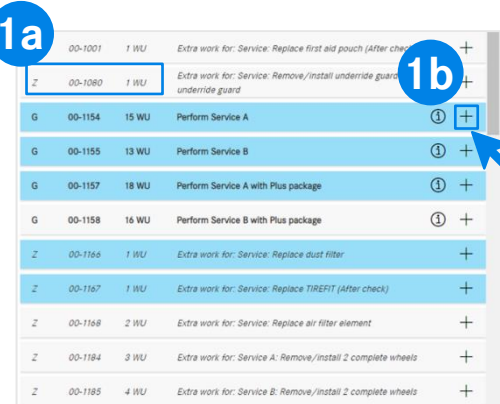 1a
00-1001 1 WU Extra work for: Service: Replace first aid pouch (After
1b
Z 00-1080 1 WU Extra work for: Service: Remove/install underride guard
underride guard
G 00-1154 15 WU Perform Service A
G 00-1155 13 WU Perform Service B
G 00-1157 18 WU Perform Service A with Plus package
G 00-1158 16 WU Perform Service B with Plus package
Z 00-1166 1 WU Extra work for: Service: Replace dust filter
Z 00-1167 1 WU Extra work for: Service: Replace TIREFIT (After check)
Z 00-1168 2 WU Extra work for: Service: Replace air filter element
Z 00-1184 3 WU Extra work for: Service A: Remove/install 2 complete wheels
Z 00-1185 4 WU Extra work for: Service B: Remove/install 2 complete wheels